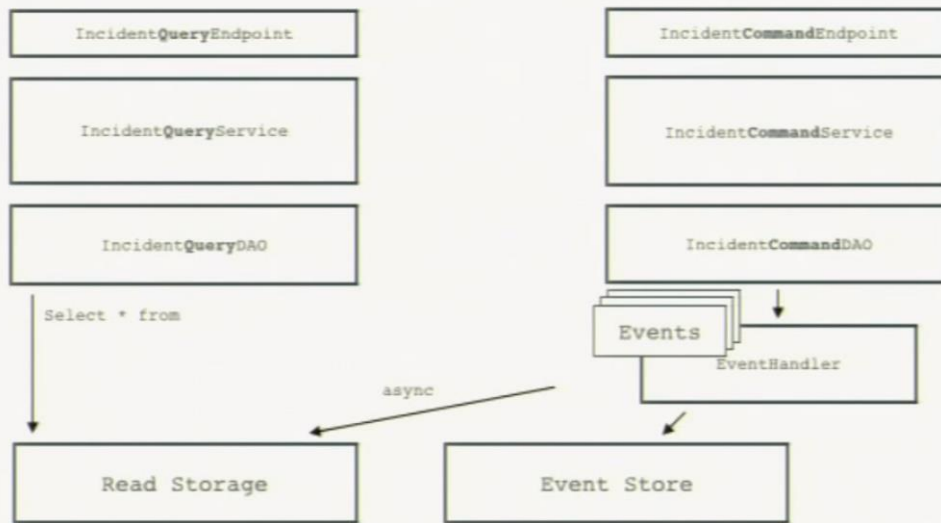 IncidentQueryEndpoint
IncidentCommandEndpoint
IncidentQueryService
IncidentCommandService
IncidentQueryDAO
IncidentCommandDAO
Select * from
Events
EventHandler
async
Read Storage
Event Store